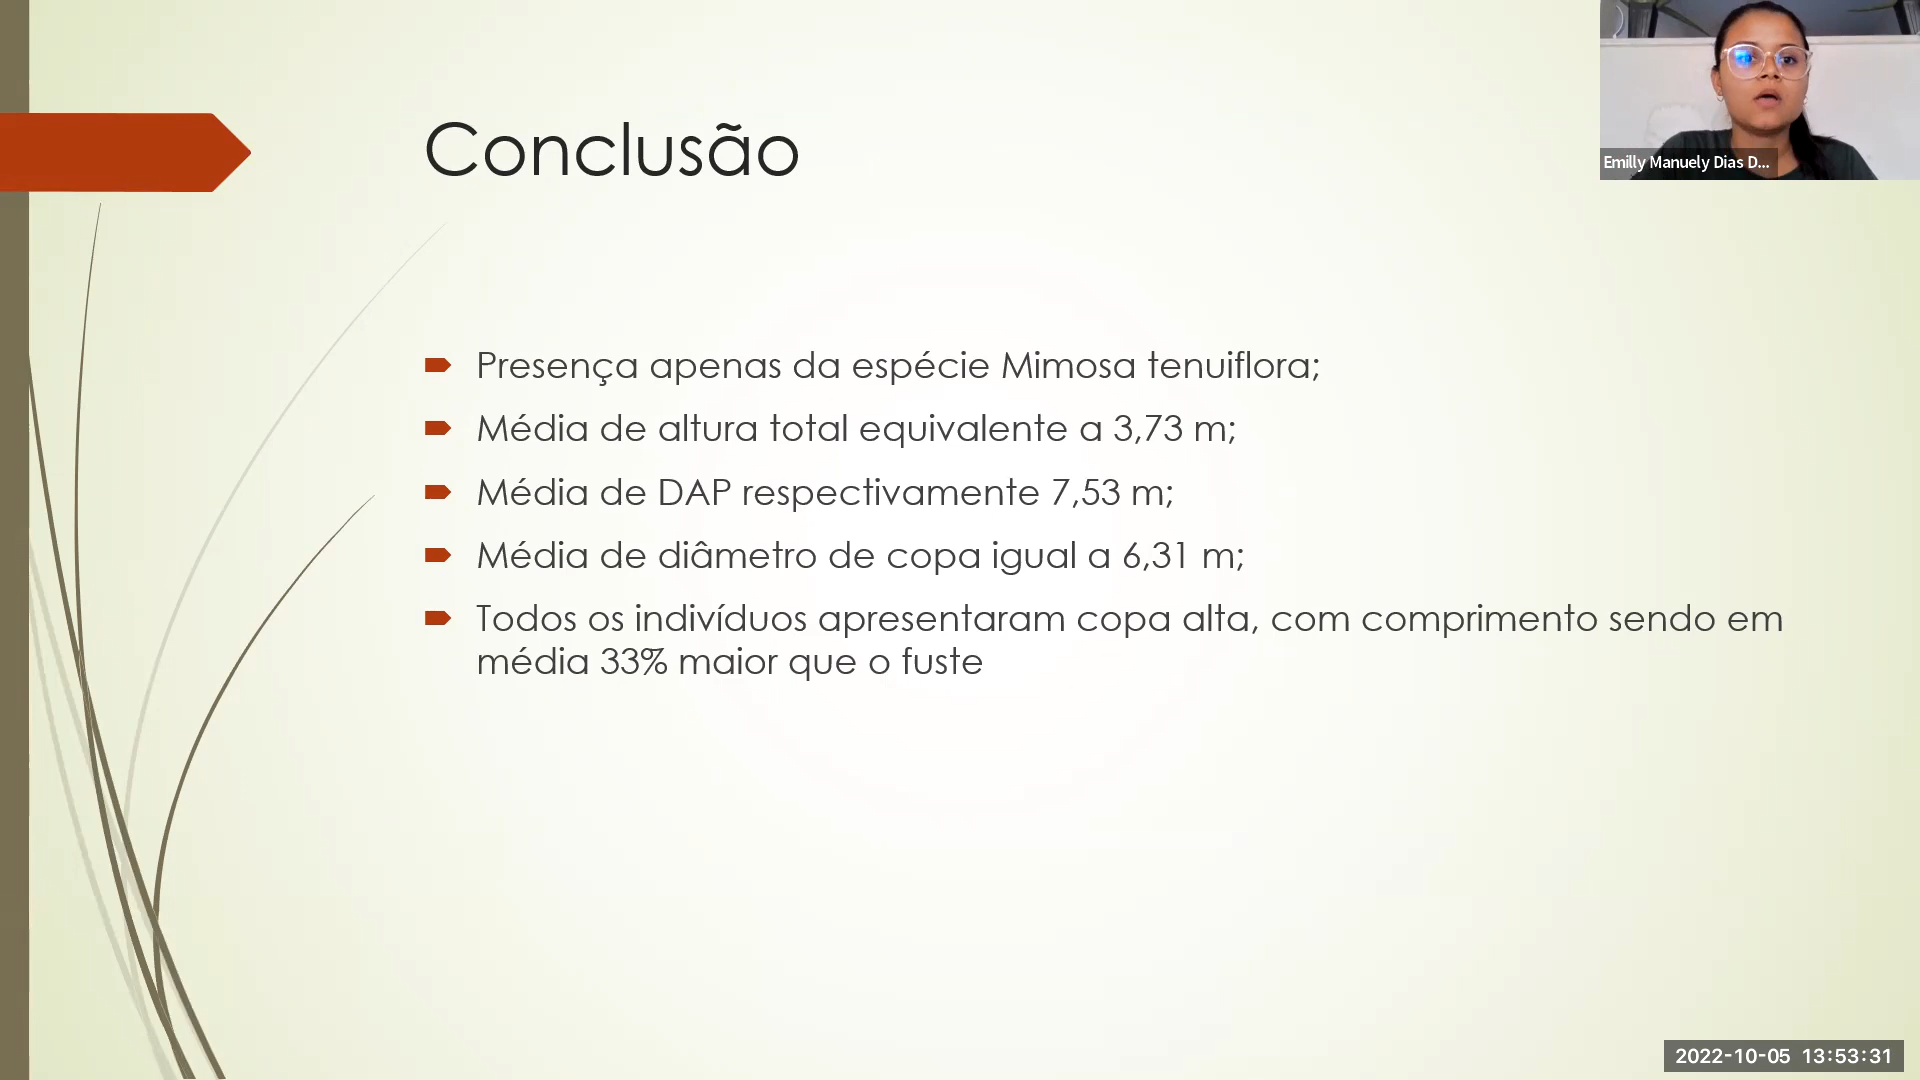 Conclusão
Emilly Manuely Dias D...
Presença apenas da espécie Mimosa tenuiflora;
Média de altura total equivalente a 3,73 m;
Média de DAP respectivamente 7,53 m;
Média de diâmetro de copa igual a 6,31 m;
Todos os indivíduos apresentaram copa alta, com comprimento sendo em
média 33% maior que o fuste
2022-10-05 13:53:31